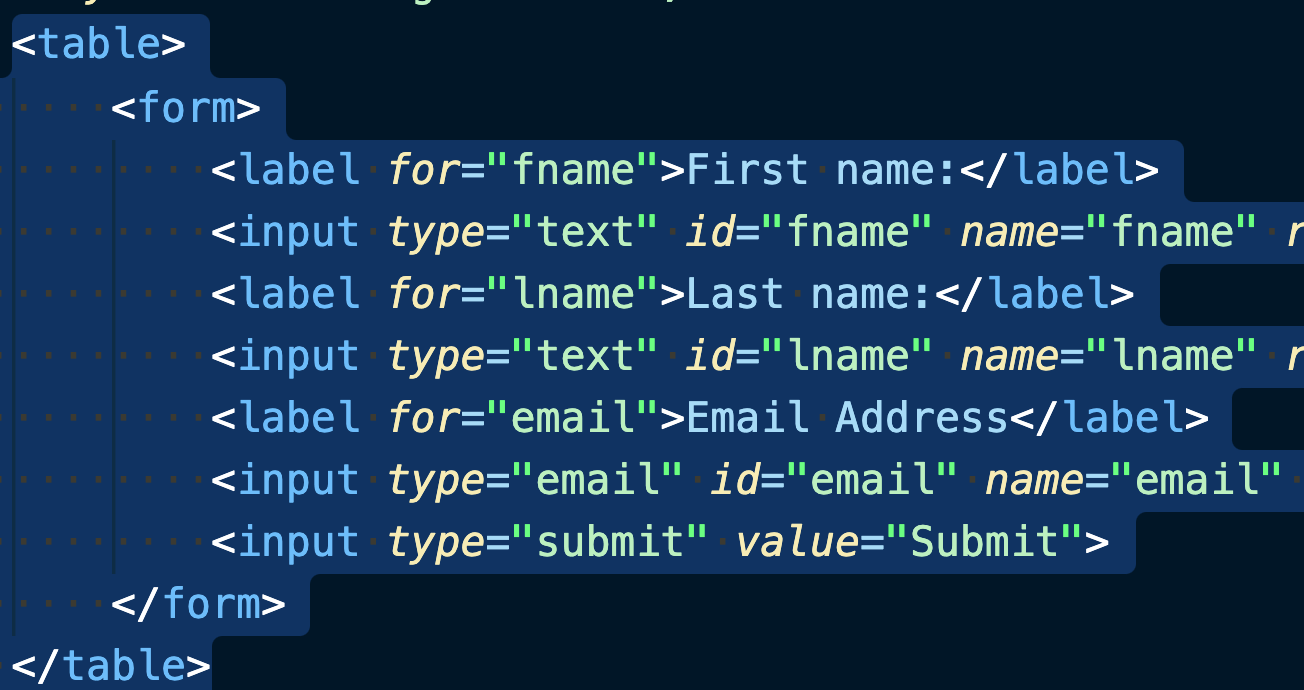 <table>
<form>
<label for="fname">First name:</label>
<input type="text" id="fname" name="fname" r
<label for="lname">Last name:</label>
<input type="text" id="lname" name="lname" r
<label for="email">Email Address</label>
<input type="email" id="email" name="email"
<input type="submit" value="Submit">
</form>
</table>